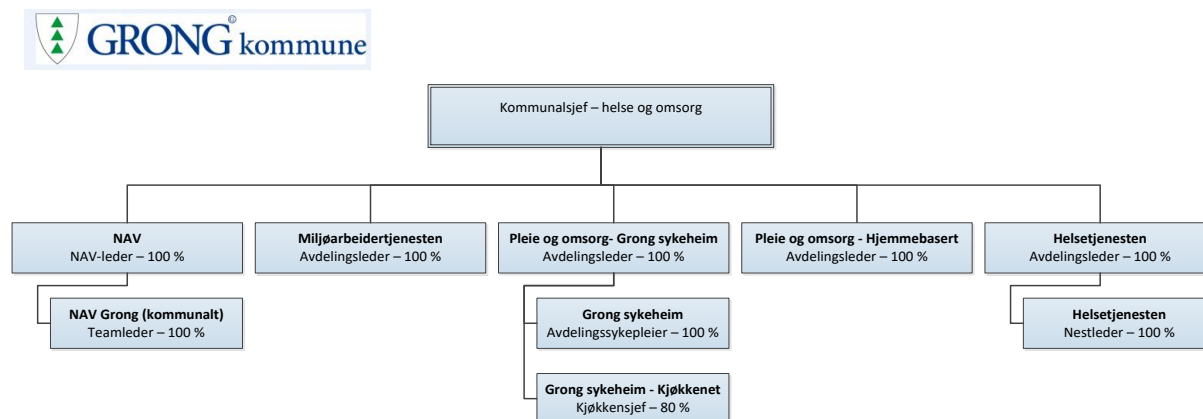 GRONG kommune
Kommunalsjef – helse og omsorg
NAV
NAV-leder – 100 %
Miljøarbeidertjenesten
Avdelingsleder – 100 %
Pleie og omsorg- Grong sykeheim
Avdelingsleder – 100 %
Pleie og omsorg - Hjemmebasert
Avdelingsleder – 100 %
Helsetjenesten
Avdelingsleder – 100 %
NAV Grong (kommunalt)
Teamleder – 100 %
Grong sykeheim
Avdelingssykepleier – 100 %
Helsetjenesten
Nestleder – 100 %
Grong sykeheim - Kjøkkenet
Kjøkkensjef – 80 %